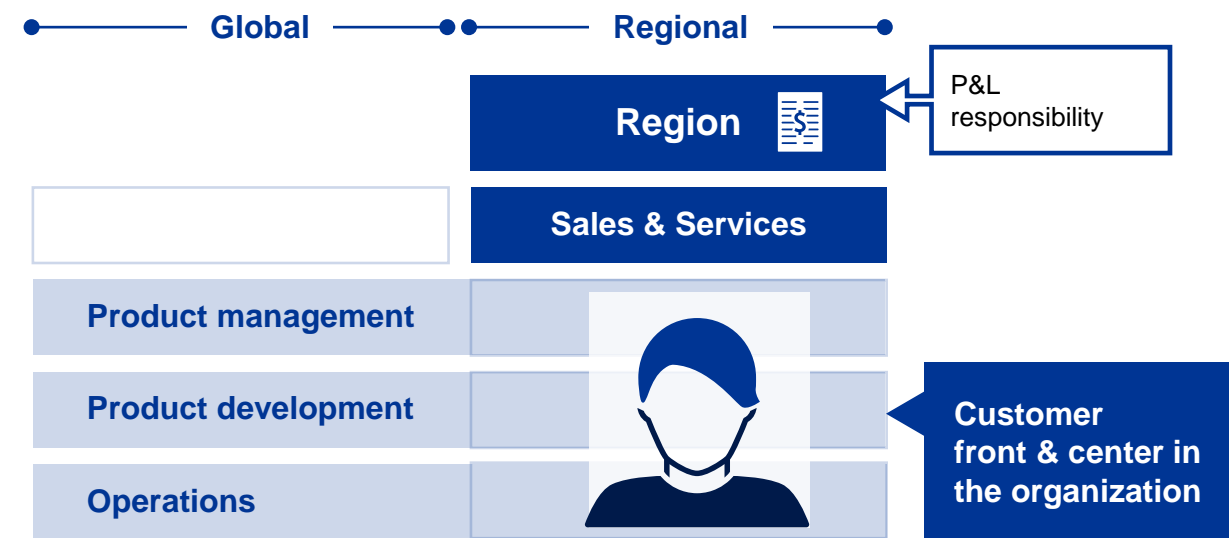 Global
Regional
Region
$
P&L
responsibility
Sales & Services
Product management
Product development
Customer
front & center in
the organization
Operations